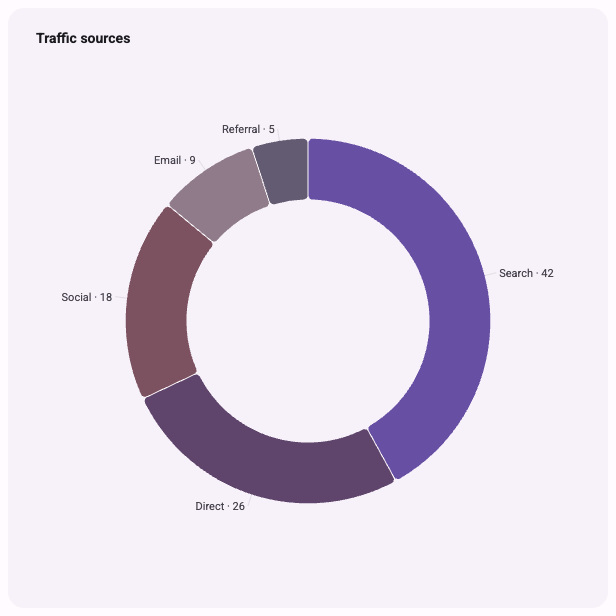 Traffic sources
Referral · 5
Email · 9
Search · 42
Social · 18
Direct · 26